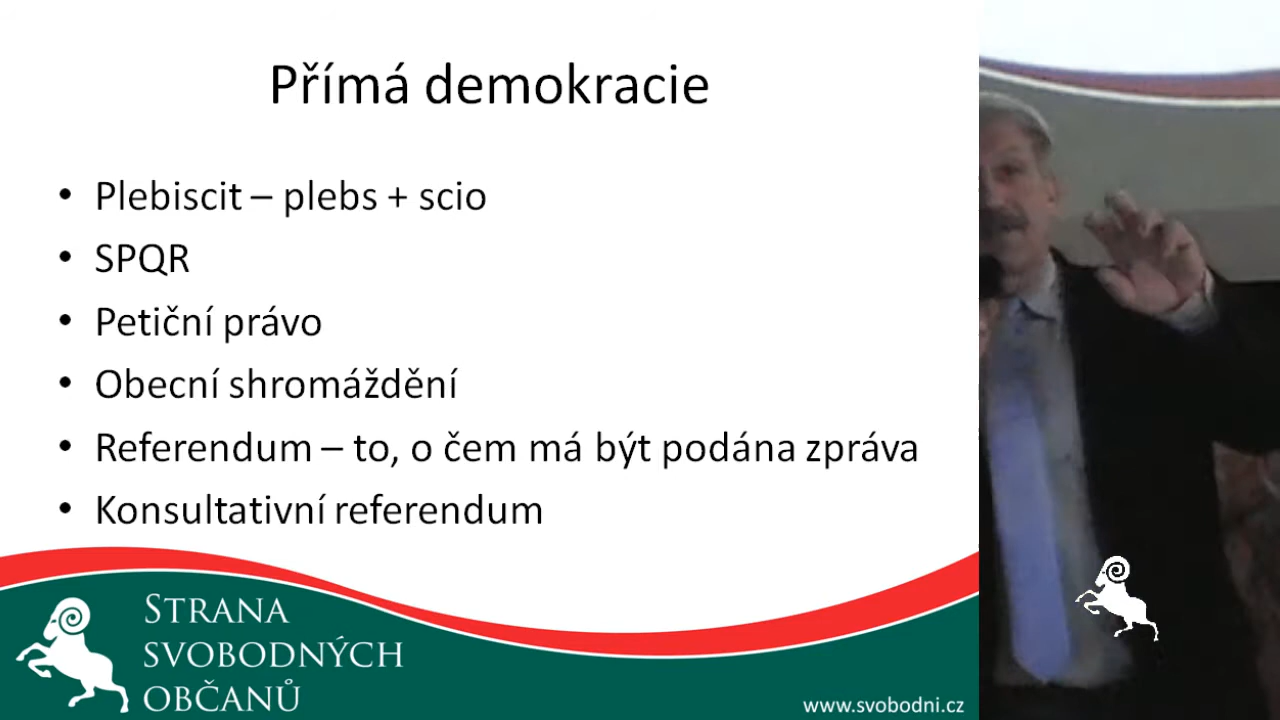 Přímá demokracie
• Plebiscit – plebs + scio
• SPQR
• Petiční právo
• Obecní shromáždění
• Referendum – to, o čem má být podána zpráva
• Konsultativní referendum
STRANA
SVOBODNÝCH
OBČANŮ
www.svobodni.cz